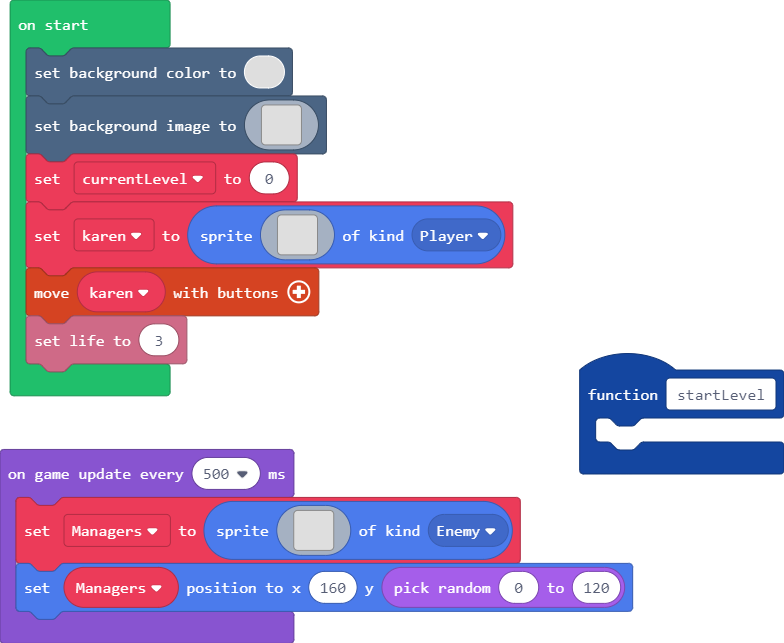 on start
set background color to
set background image to
set currentLevel to 0
set karen to sprite of kind Player
move karen with buttons
set life to 3
function startLevel
on game update every 500 ms
set Managers to sprite of kind Enemy
set Managers position to x 160 y pick random 0 to 120